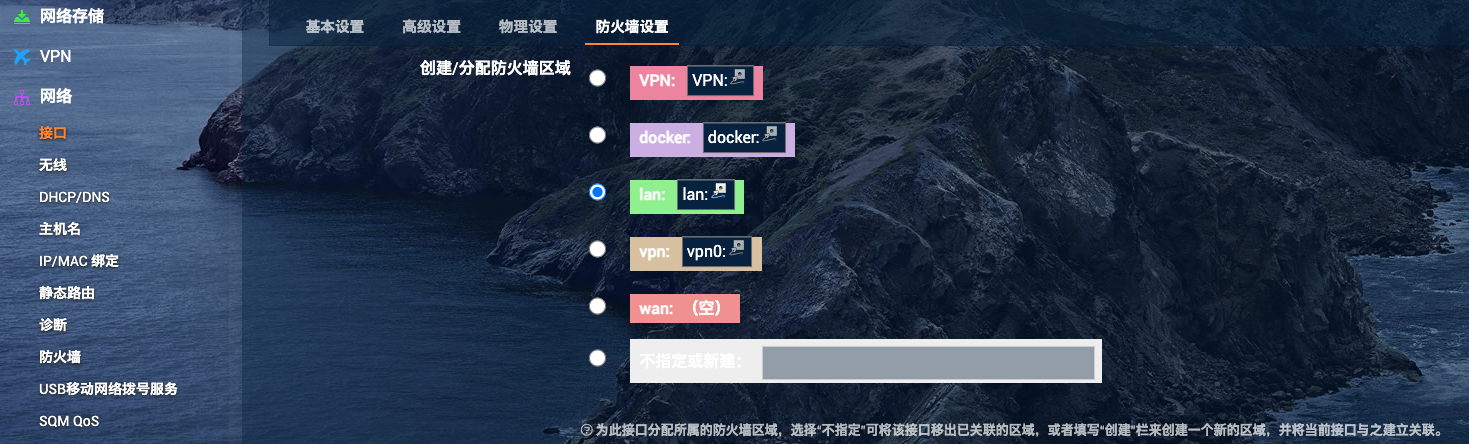 网络存储
VPN
网络
接口
无线
DHCP/DNS
主机名
IP/MAC 绑定
静态路由
诊断
防火墙
USB移动网络拨号服务
SQM QoS
基本设置 高级设置 物理设置 防火墙设置
创建/分配防火墙区域
VPN: VPN:
docker: docker:
lan: lan:
vpn: vpn0:
wan: （空）
不指定或新建：
为此接口分配所属的防火墙区域，选择“不指定”可将该接口移出已关联的区域，或者填写“创建”栏来创建一个新的区域，并将当前接口与之建立关联。